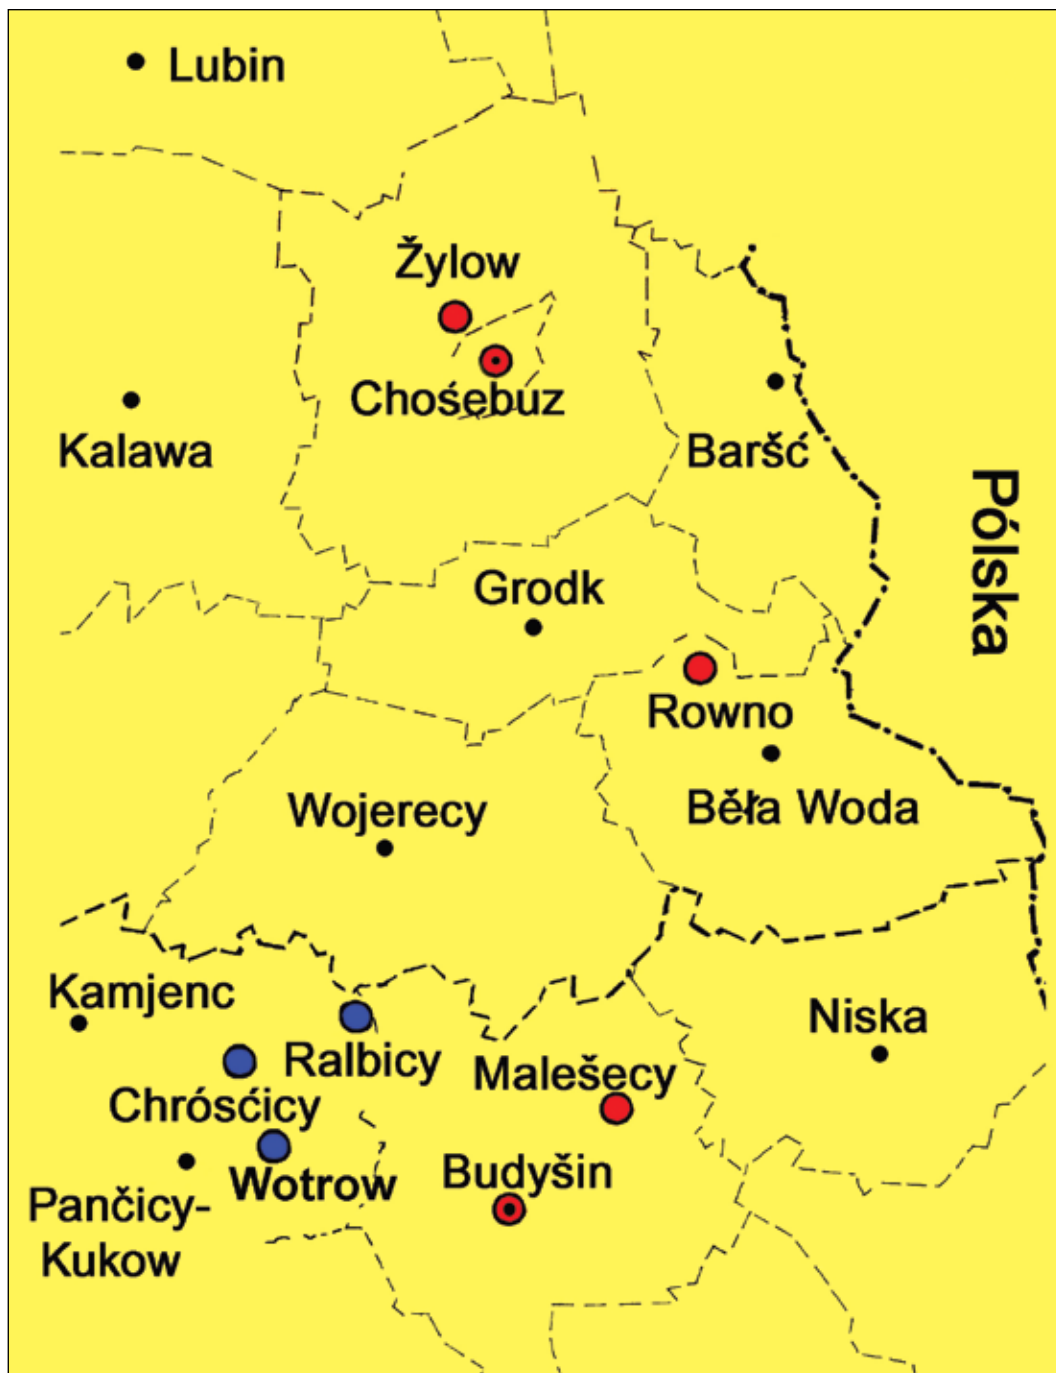 Lubin
Žylow
Chośebuz
Kalawa
Baršć
Pólska
Grodk
Rowno
Běła Woda
Wojerecy
Kamjenc
Niska
Ralbicy
Malešecy
Chrósćicy
Wotrow
Budyšin
Pančicy-
Kukow